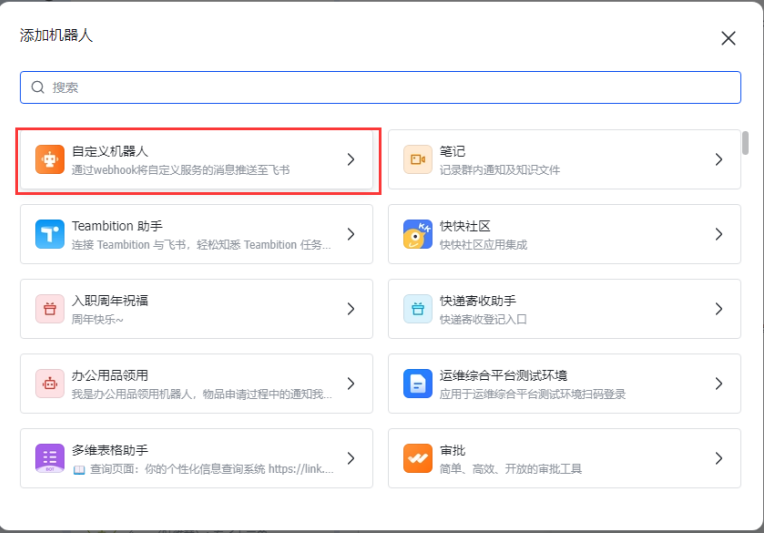 添加机器人
搜索
自定义机器人
通过webhook将自定义服务的消息推送至飞书
笔记
记录群内通知及知识文件
Teambition 助手
连接 Teambition 与飞书，轻松知悉 Teambition 任务...
快快社区
快快社区应用集成
入职周年祝福
周年快乐~
快递寄收助手
快递寄收登记入口
办公用品领用
我是办公用品领用机器人，物品申请过程中的通知我...
运维综合平台测试环境
应用于运维综合平台测试环境扫码登录
多维表格助手
查询页面：你的个性化信息查询系统 https://link....
审批
简单、高效、开放的审批工具